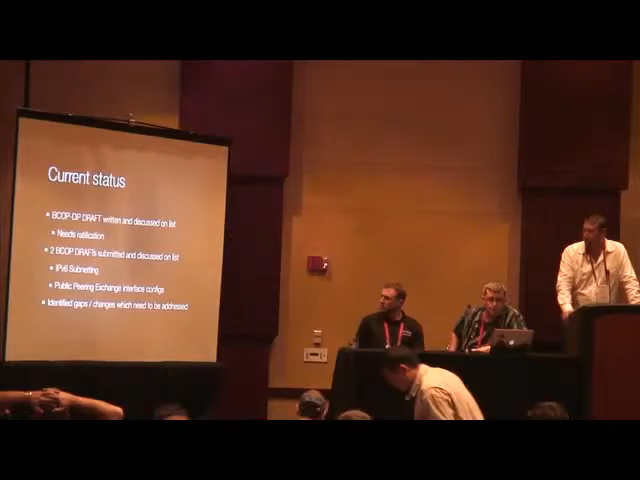 Current status
BCOP-DP DRAFT written and discussed on list
Needs ratification
2 BCOP DRAFTs submitted and discussed on list
IPv6 Subnetting
Public Peering Exchange interface configs
Identified gaps / changes which need to be addressed